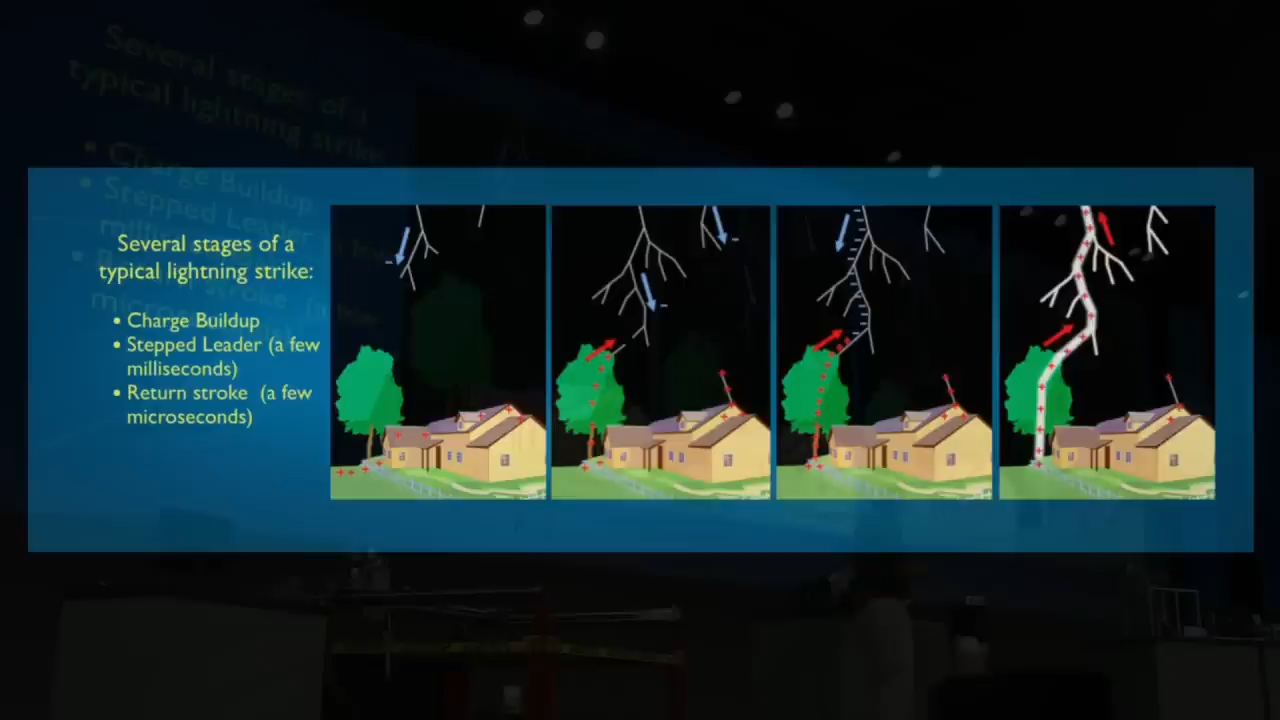 Several stages of a
typical lightning strike:
• Charge Buildup
• Stepped Leader (a few
milliseconds)
• Return stroke (a few
microseconds)